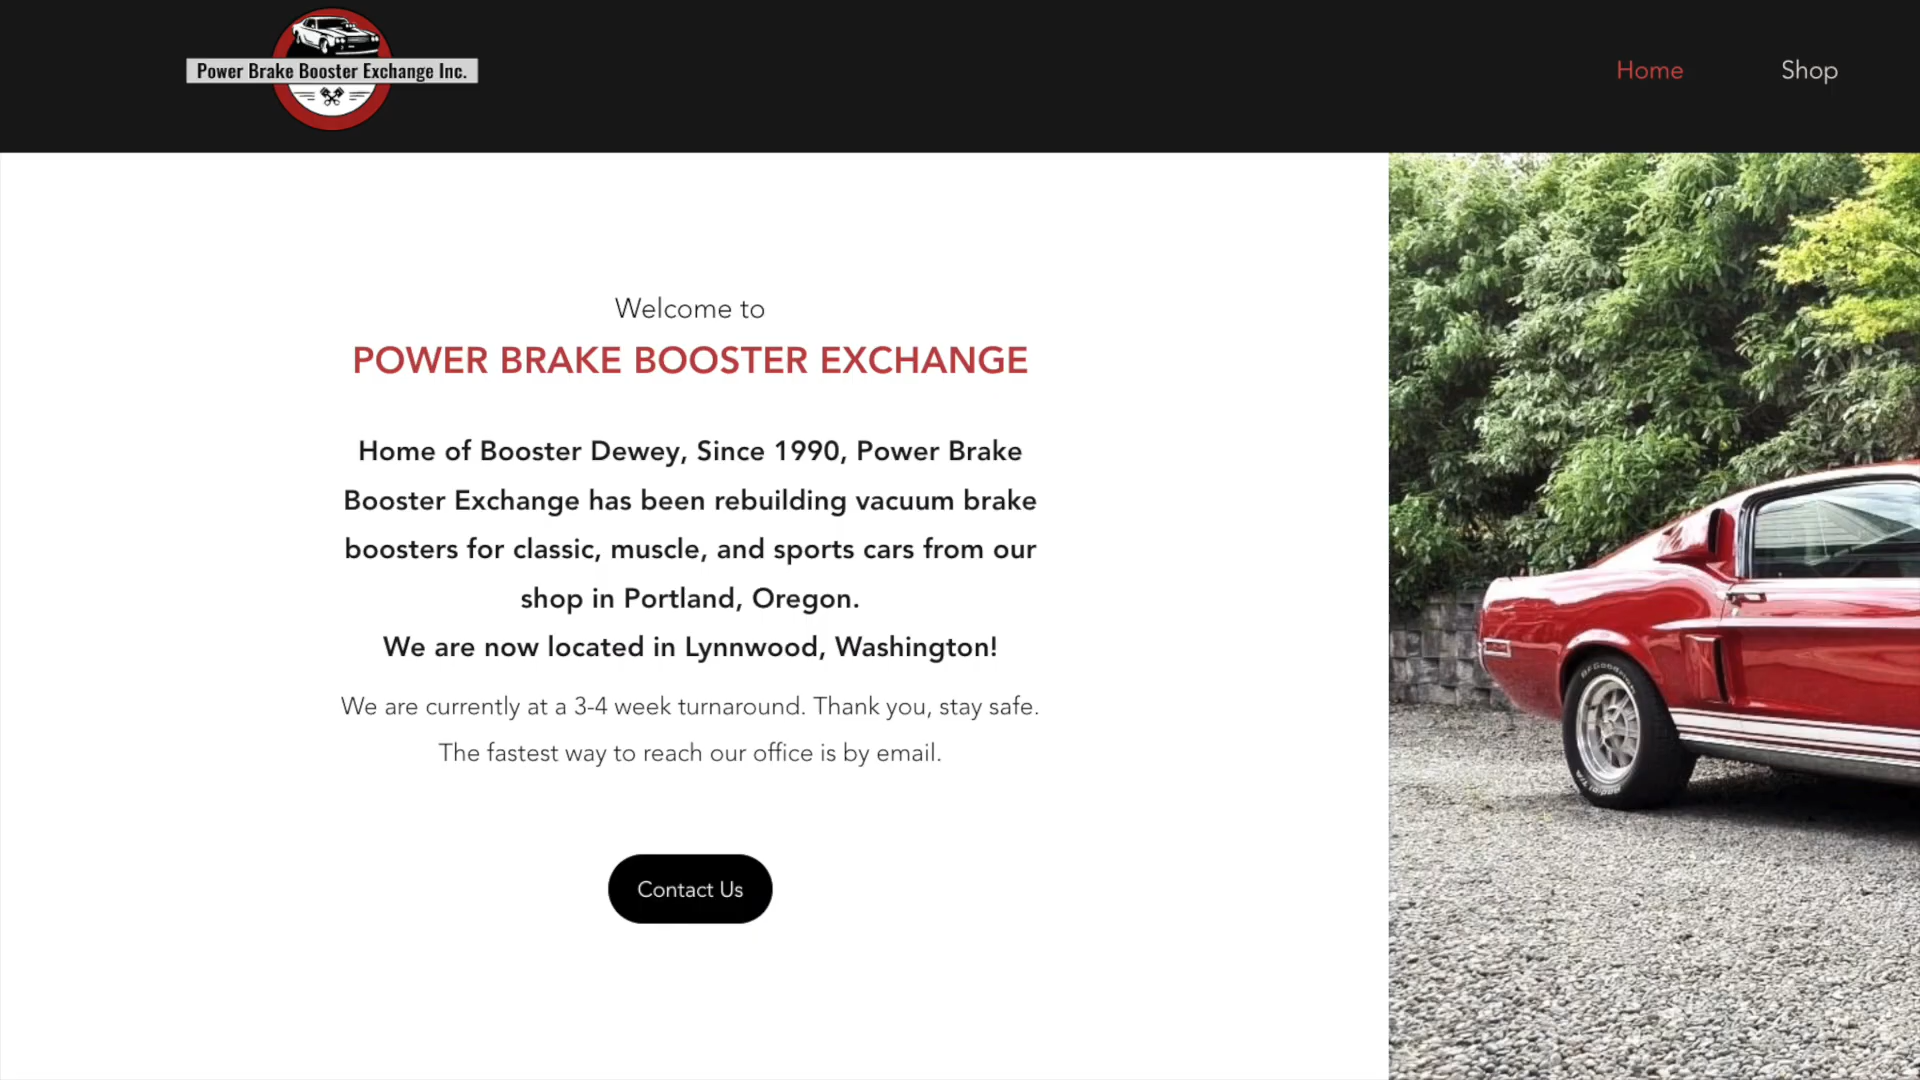 Power Brake Booster Exchange Inc.
Home
Shop
Welcome to
POWER BRAKE BOOSTER EXCHANGE
Home of Booster Dewey, Since 1990, Power Brake
Booster Exchange has been rebuilding vacuum brake
boosters for classic, muscle, and sports cars from our
shop in Portland, Oregon.
We are now located in Lynnwood, Washington!
We are currently at a 3-4 week turnaround. Thank you, stay safe.
The fastest way to reach our office is by email.
Contact Us